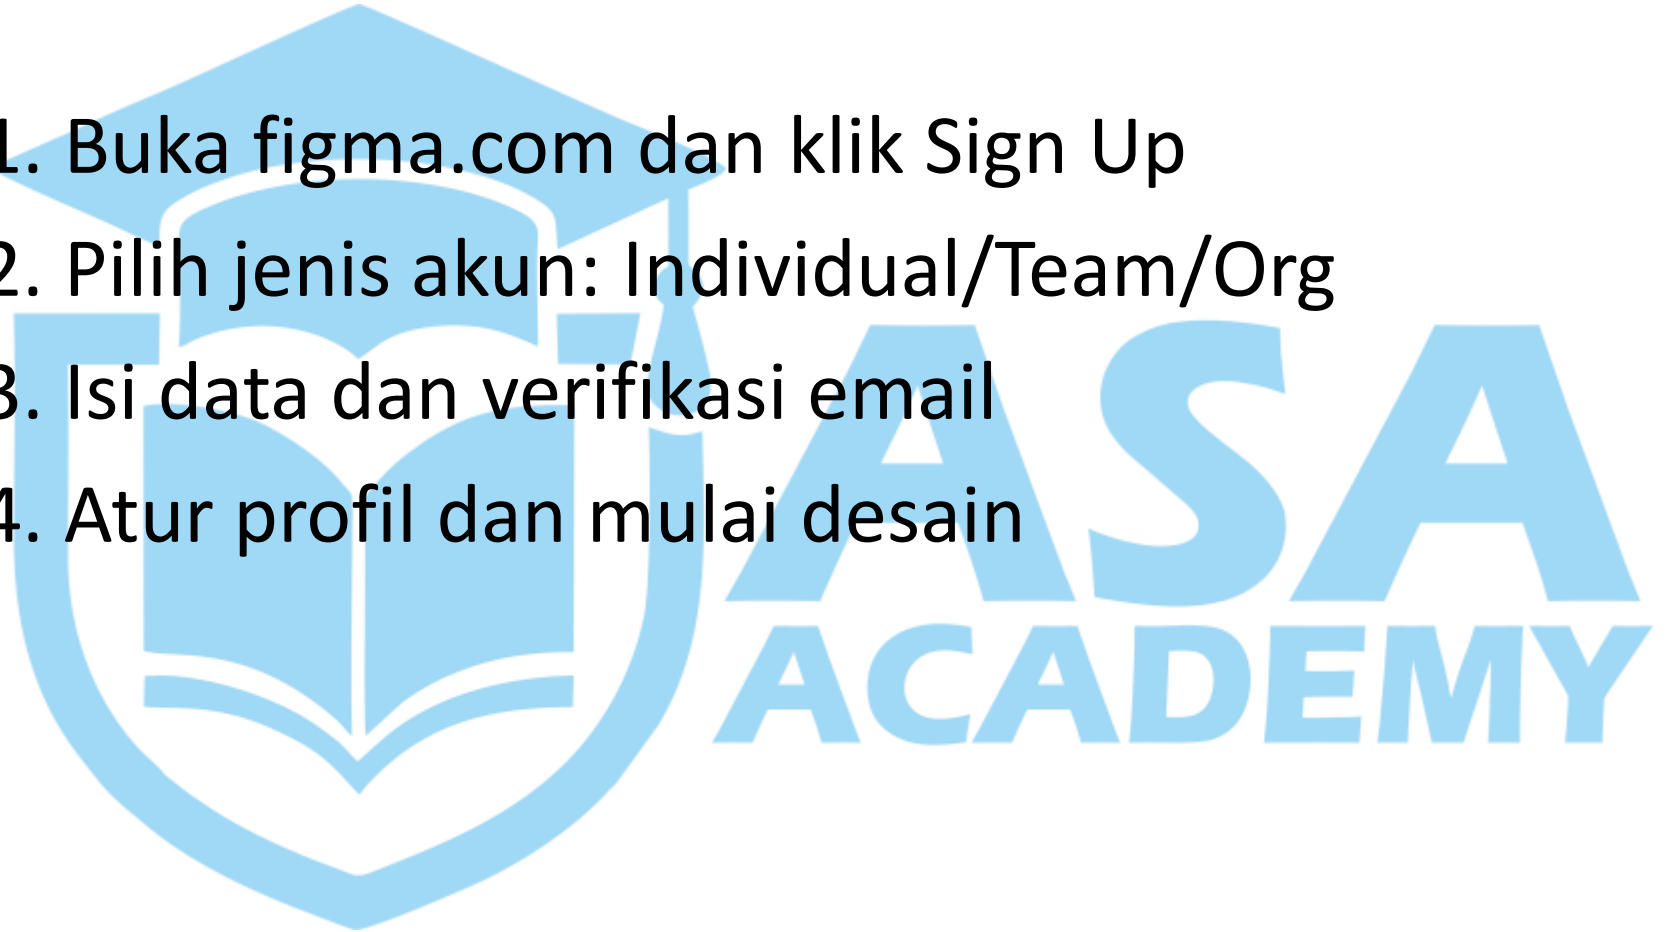 1. Buka figma.com dan klik Sign Up
2. Pilih jenis akun: Individual/Team/Org
3. Isi data dan verifikasi email
4. Atur profil dan mulai desain
ASA
ACADEMY